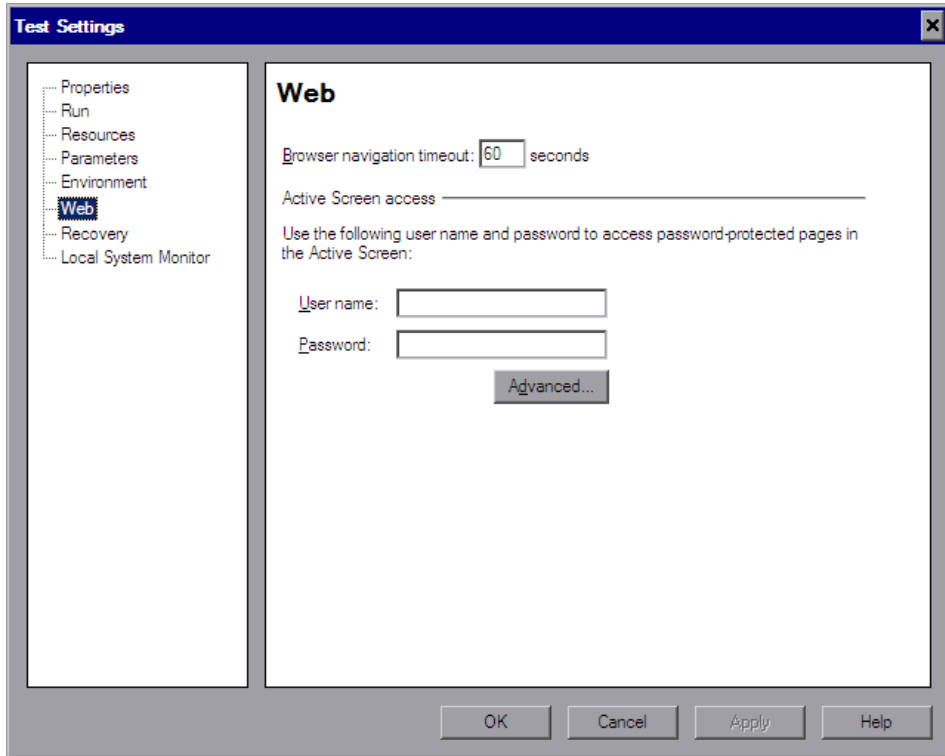 Test Settings
Properties
Run
Resources
Parameters
Environment
Web
Recovery
Local System Monitor
Web
Browser navigation timeout: 60 seconds
Active Screen access
Use the following user name and password to access password-protected pages in
the Active Screen:
User name:
Password:
Advanced...
OK Cancel Apply Help